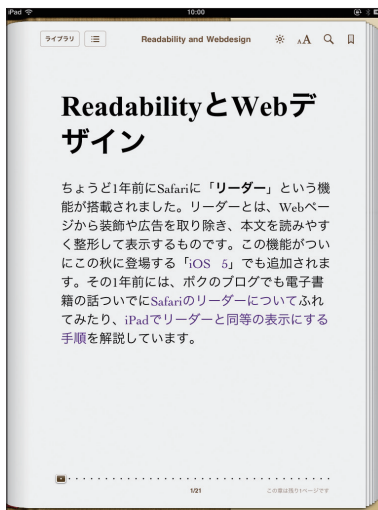 iPad
10:00
ライブラリ
Readability and Webdesign
AA
ReadabilityとWebデ
ザイン
ちょうど1年前にSafariに「リーダー」という機
能が搭載されました。リーダーとは、Webペー
ジから装飾や広告を取り除き、本文を読みやす
く整形して表示するものです。この機能がつい
にこの秋に登場する「iOS 5」でも追加されま
す。その1年前には、ボクのブログでも電子書
籍の話ついでにSafariのリーダーについてふれ
てみたり、iPadでリーダーと同等の表示にする
手順を解説しています。
1/21
この章は残り1ページです